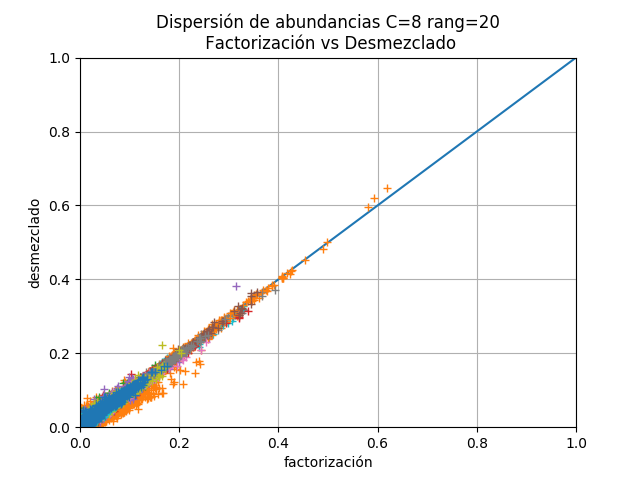 Dispersión de abundancias C=8 rang=20
Factorización vs Desmezclado
1.0
0.8
0.6
0.4
0.2
0.0
desmezclado
0.0 0.2 0.4 0.6 0.8 1.0
factorización